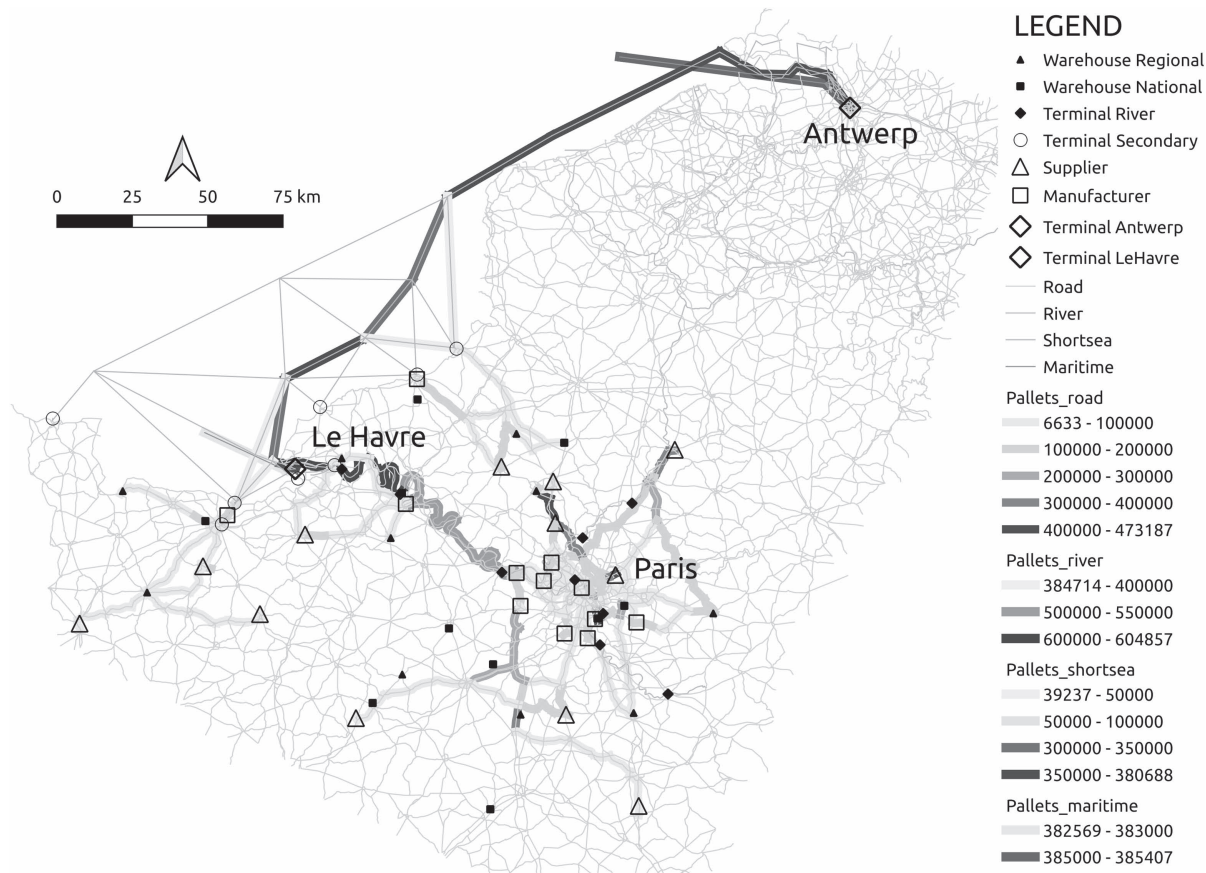 LEGEND
Warehouse Regional
Warehouse National
Terminal River
Terminal Secondary
Supplier
Manufacturer
Terminal Antwerp
Terminal LeHavre
Road
River
Shortsea
Maritime
Pallets_road
6633 - 100000
100000 - 200000
200000 - 300000
300000 - 400000
400000 - 473187
Pallets_river
384714 - 400000
500000 - 550000
600000 - 604857
Pallets_shortsea
39237 - 50000
50000 - 100000
300000 - 350000
350000 - 380688
Pallets_maritime
382569 - 383000
385000 - 385407
Antwerp
0 25 50 75 km
Le Havre
Paris